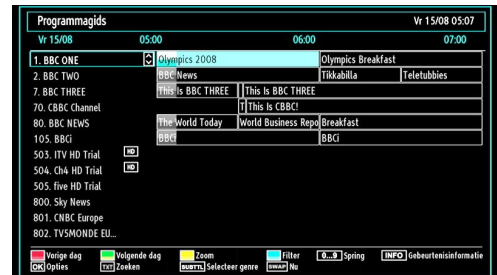 Programmagids Vr 15/08 05:07
Vr 15/08 05:00 06:00 07:00
1. BBC ONE Olympics 2008 Olympics Breakfast
2. BBC TWO BBC News Tikkabilla Teletubbies
7. BBC THREE This Is BBC THREE This Is BBC THREE
70. CBBC Channel T This Is CBBC!
80. BBC NEWS The World Today World Business Repo Breakfast
105. BBCi BBCi BBCi
503. ITV HD Trial HD
504. Ch4 HD Trial HD
505. five HD Trial
800. Sky News
801. CNBC Europe
802. TV5MONDE EU...
Vorige dag Volgende dag Zoom Filter 0...9 Spring INFO Gebeurtenisinformatie
OK Opties TXT Zoeken SUBTTL Selecteer genre SWAP Nu